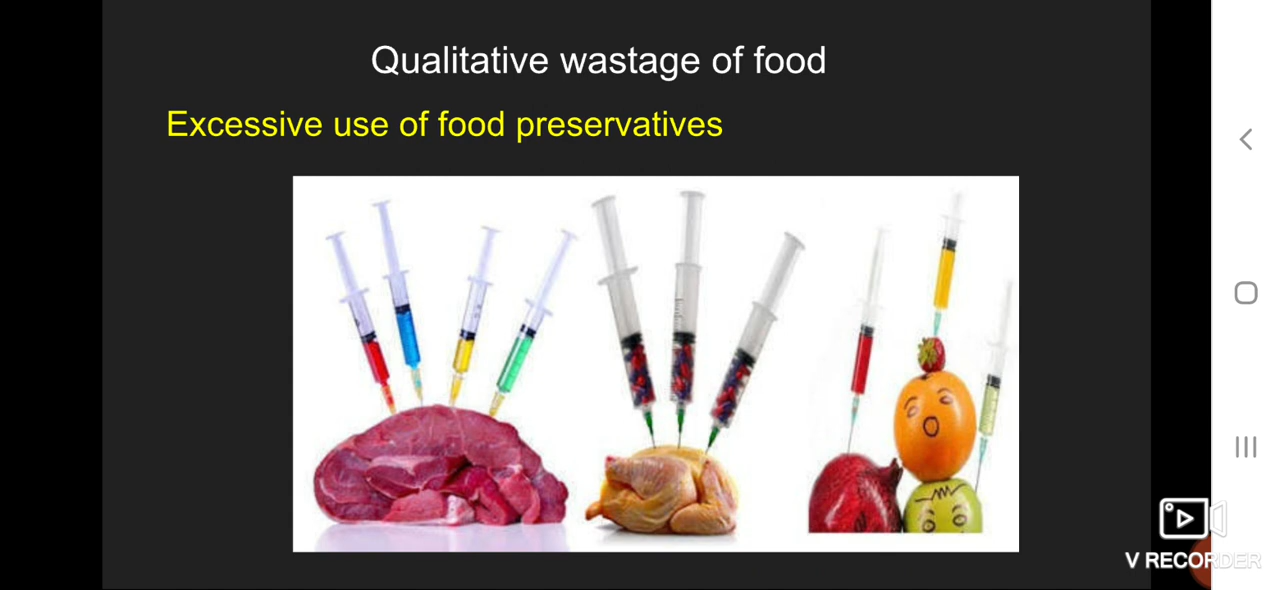 Qualitative wastage of food
Excessive use of food preservatives
V RECORDER